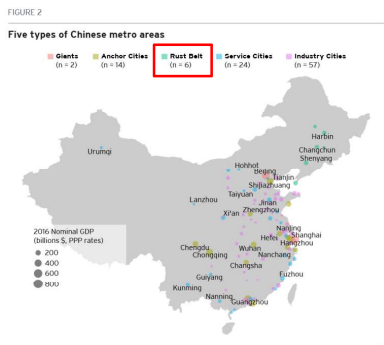 FIGURE 2
Five types of Chinese metro areas
Giants
(n = 2)
Anchor Cities
(n = 14)
Rust Belt
(n = 6)
Service Cities
(n = 24)
Industry Cities
(n = 57)
Harbin
Changchun
Shenyang
Urumqi
Hohhot
Beijing
Tianjin
Shijiazhuang
Taiyuan
Lanzhou
Jinan
Xi'an
Zhengzhou
Nanjing
Hefei
Shanghai
Hangzhou
Wuhan
Chengdu
Chongqing
Nanchang
Changsha
Guiyang
Fuzhou
Kunming
Nanning
Guangzhou
2016 Nominal GDP
(billions $, PPP rates)
200
400
600
800